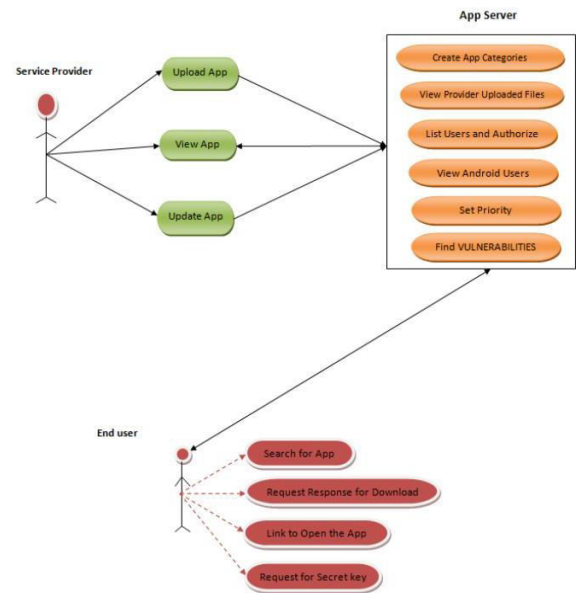 App Server
Service Provider
Upload App
View App
Update App
Create App Categories
View Provider Uploaded Files
List Users and Authorize
View Android Users
Set Priority
Find VULNERABILITIES
End user
Search for App
Request Response for Download
Link to Open the App
Request for Secret key